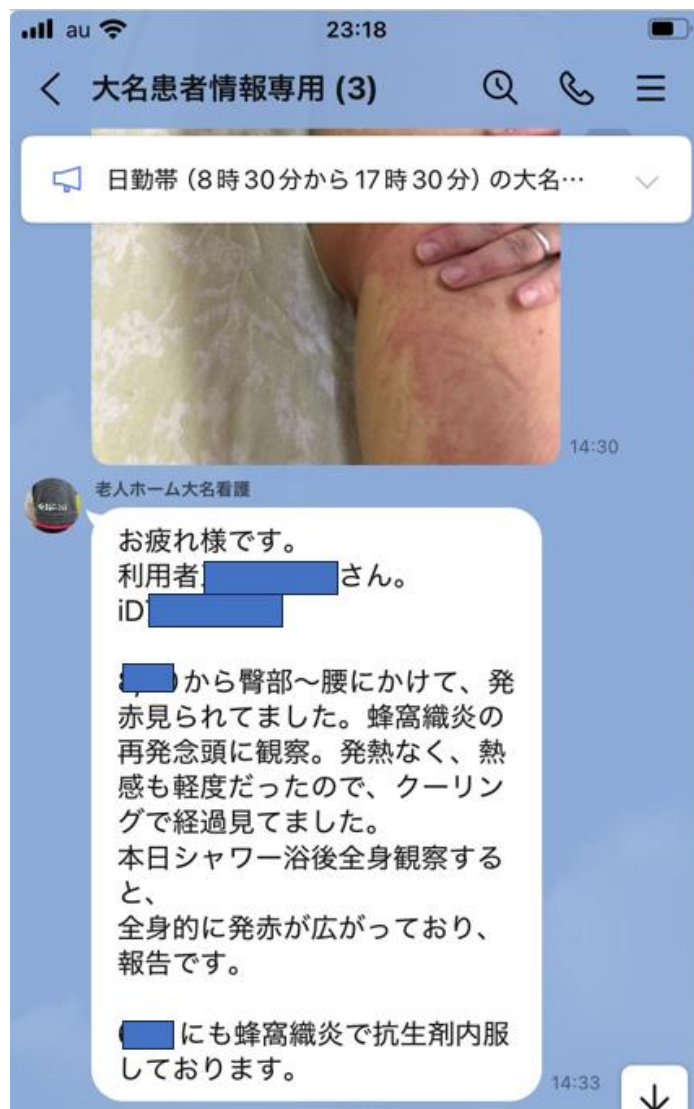 au
23:18
大名患者情報専用 (3)
日勤帯 (8時30分から17時30分) の大名…
14:30
老人ホーム大名看護
お疲れ様です。
利用者 さん。
iD
から臀部〜腰にかけて、発
赤見られてました。蜂窩織炎の
再発念頭に観察。発熱なく、熱
感も軽度だったので、クーリン
グで経過見てました。
本日シャワー浴後全身観察する
と、
全身的に発赤が広がっており、
報告です。
にも蜂窩織炎で抗生剤内服
しております。
14:33